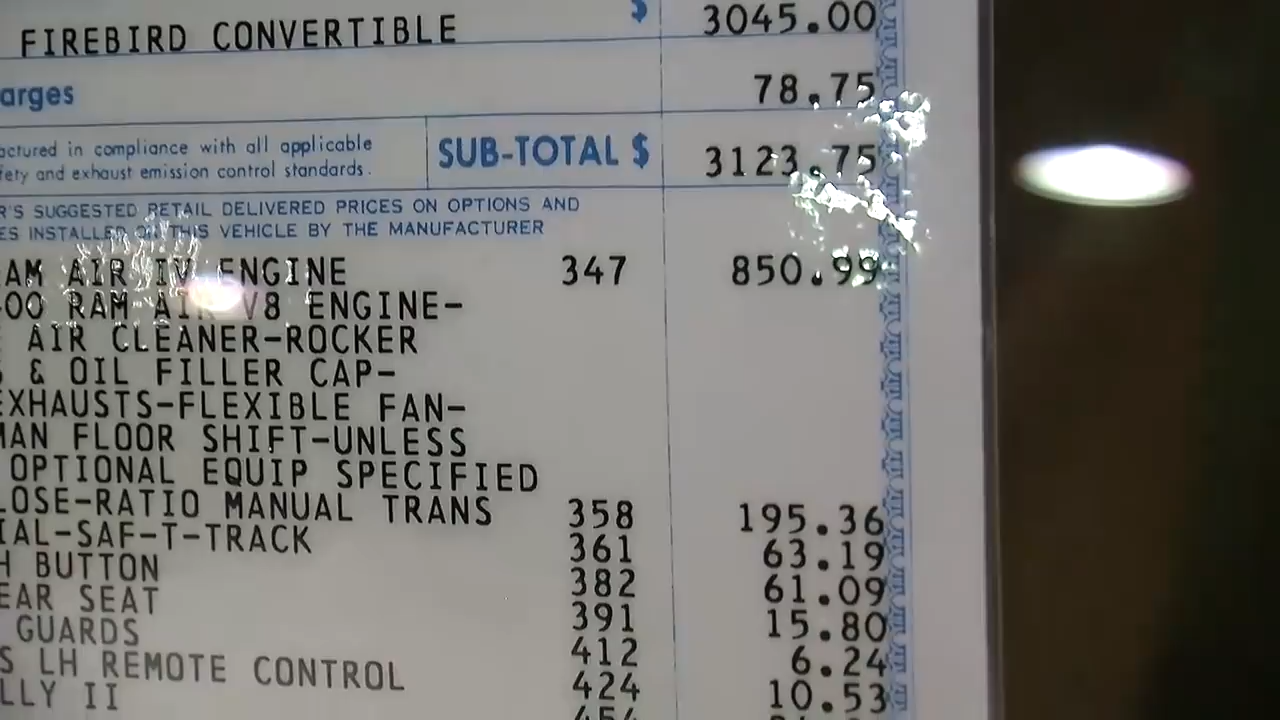 FIREBIRD CONVERTIBLE $ 3045.00
arges 78.75
actured in compliance with all applicable
fety and exhaust emission control standards.
SUB-TOTAL $ 3123.75
R'S SUGGESTED RETAIL DELIVERED PRICES ON OPTIONS AND
ES INSTALLED ON THIS VEHICLE BY THE MANUFACTURER
AM AIR IV ENGINE 347 850.99
00 RAM AIR V8 ENGINE-
AIR CLEANER-ROCKER
& OIL FILLER CAP-
EXHAUSTS-FLEXIBLE FAN-
MAN FLOOR SHIFT-UNLESS
OPTIONAL EQUIP SPECIFIED
LOSE-RATIO MANUAL TRANS 358 195.36
IAL-SAF-T-TRACK 361 63.19
H BUTTON 382 61.09
EAR SEAT 391 15.80
GUARDS 412 6.24
S LH REMOTE CONTROL 424 10.53
LLY II